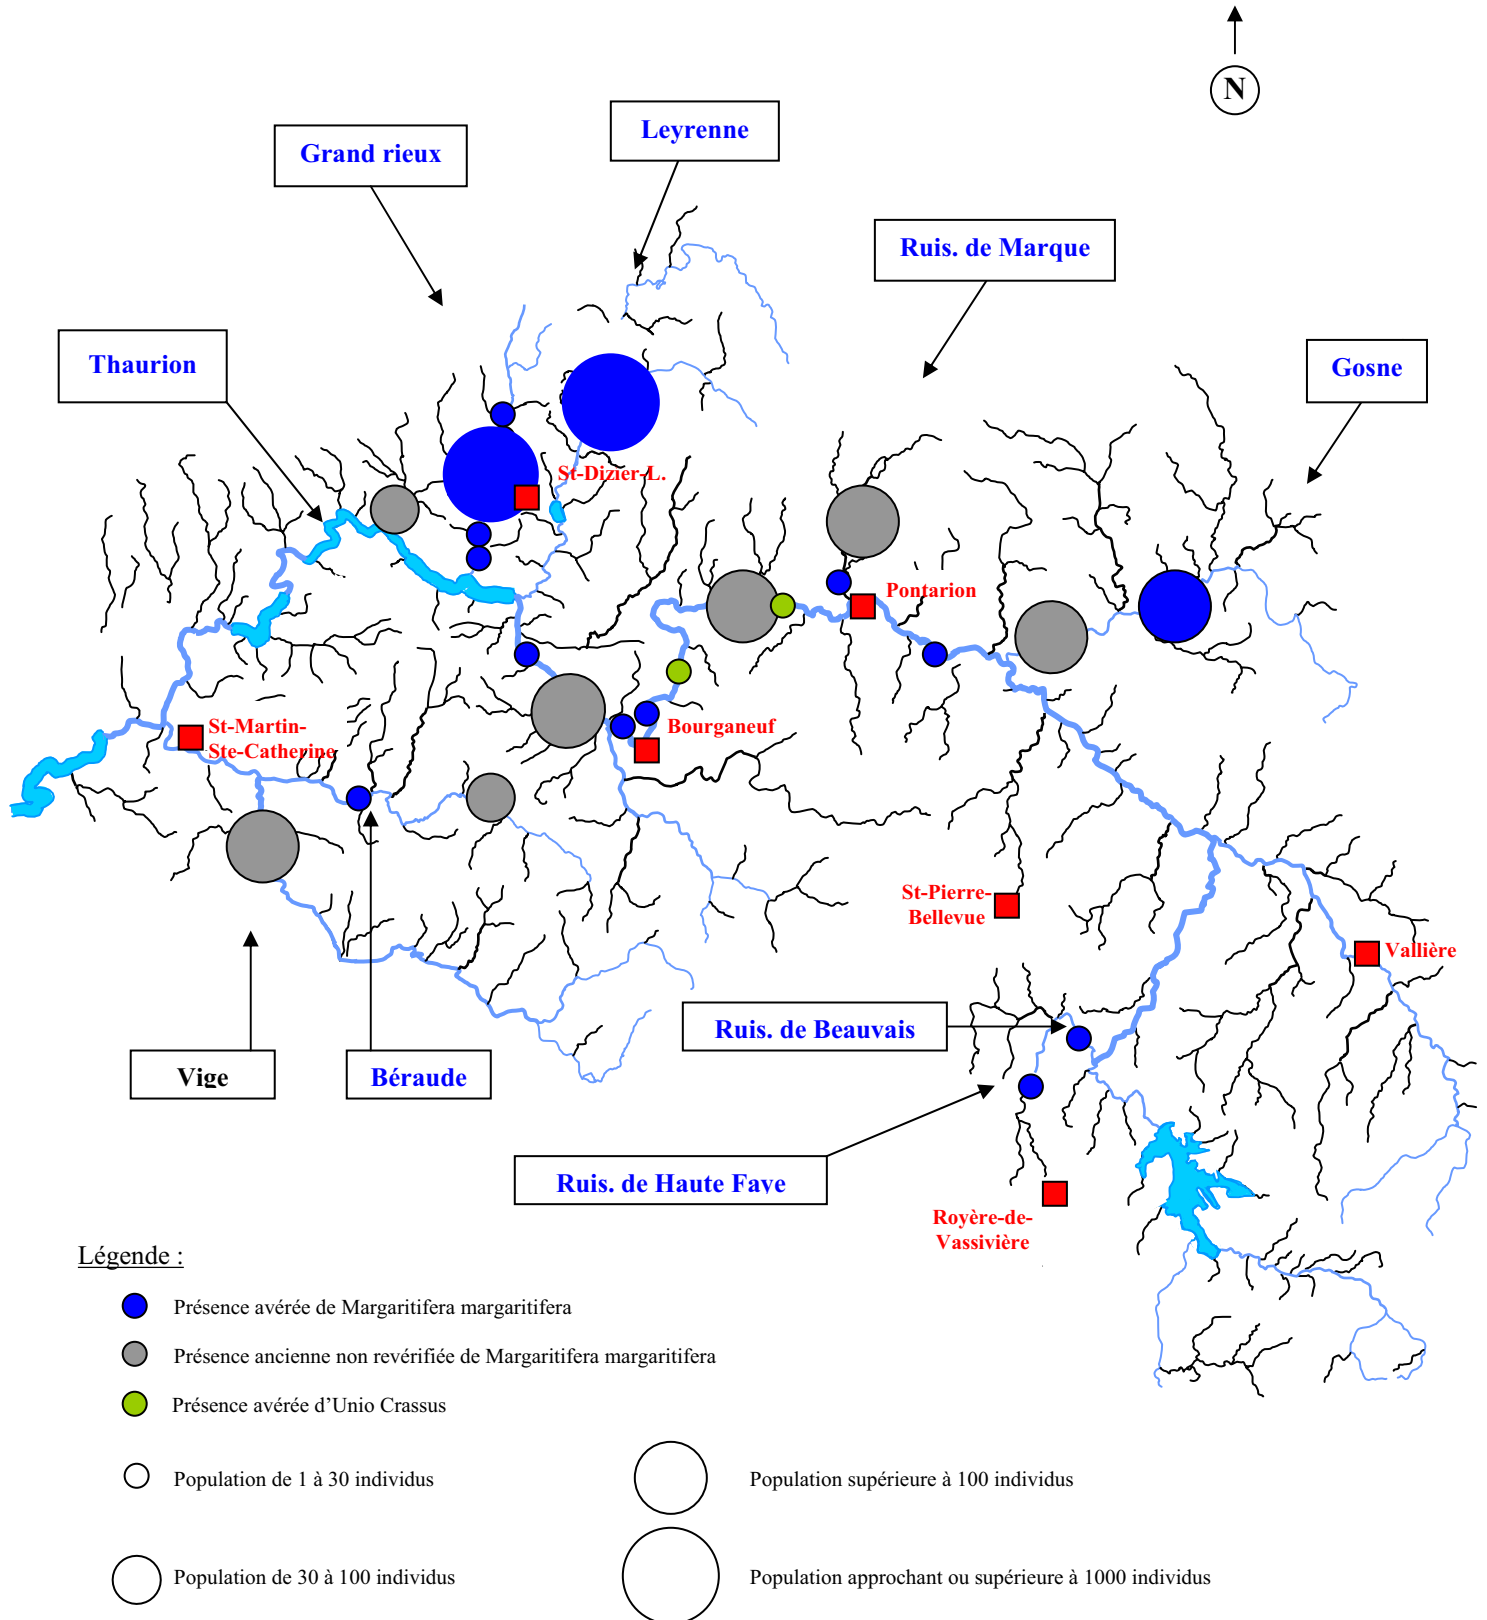 N
Leyrenne
Grand rieux
Ruis. de Marque
Thaurion
Gosne
St-Dizier-L.
Pontarion
St-Martin-
Ste-Catherine
Bourganeuf
St-Pierre-
Bellevue
Vallière
Ruis. de Beauvais
Vige
Béraude
Ruis. de Haute Faye
Royère-de-
Vassivière
Légende :
Présence avérée de Margaritifera margaritifera
Présence ancienne non revérifiée de Margaritifera margaritifera
Présence avérée d’Unio Crassus
Population de 1 à 30 individus
Population supérieure à 100 individus
Population de 30 à 100 individus
Population approchant ou supérieure à 1000 individus